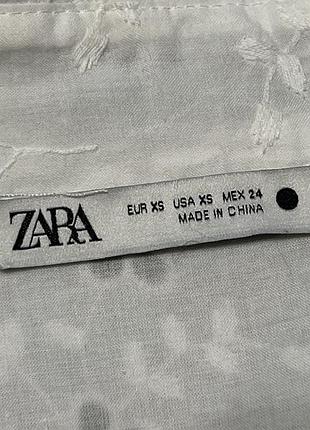 ZARA
EUR XS USA XS MEX 24
MADE IN CHINA